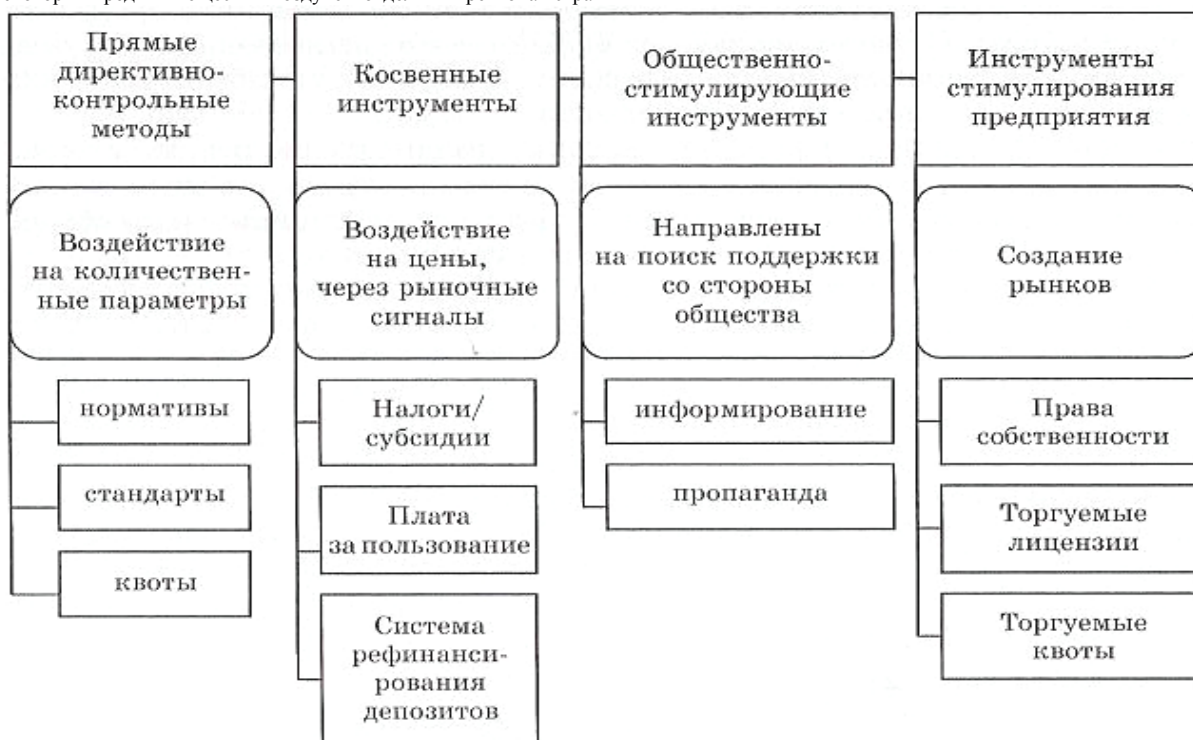 Прямые
директивно-
контрольные
методы
Косвенные
инструменты
Общественно-
стимулирующие
инструменты
Инструменты
стимулирования
предприятия
Воздействие
на количествен-
ные параметры
Воздействие
на цены,
через рыночные
сигналы
Направлены
на поиск поддержки
со стороны
общества
Создание
рынков
нормативы
стандарты
квоты
Налоги/
субсидии
Плата
за пользование
Система
рефинанси-
рования
депозитов
информирование
пропаганда
Права
собственности
Торгуемые
лицензии
Торгуемые
квоты